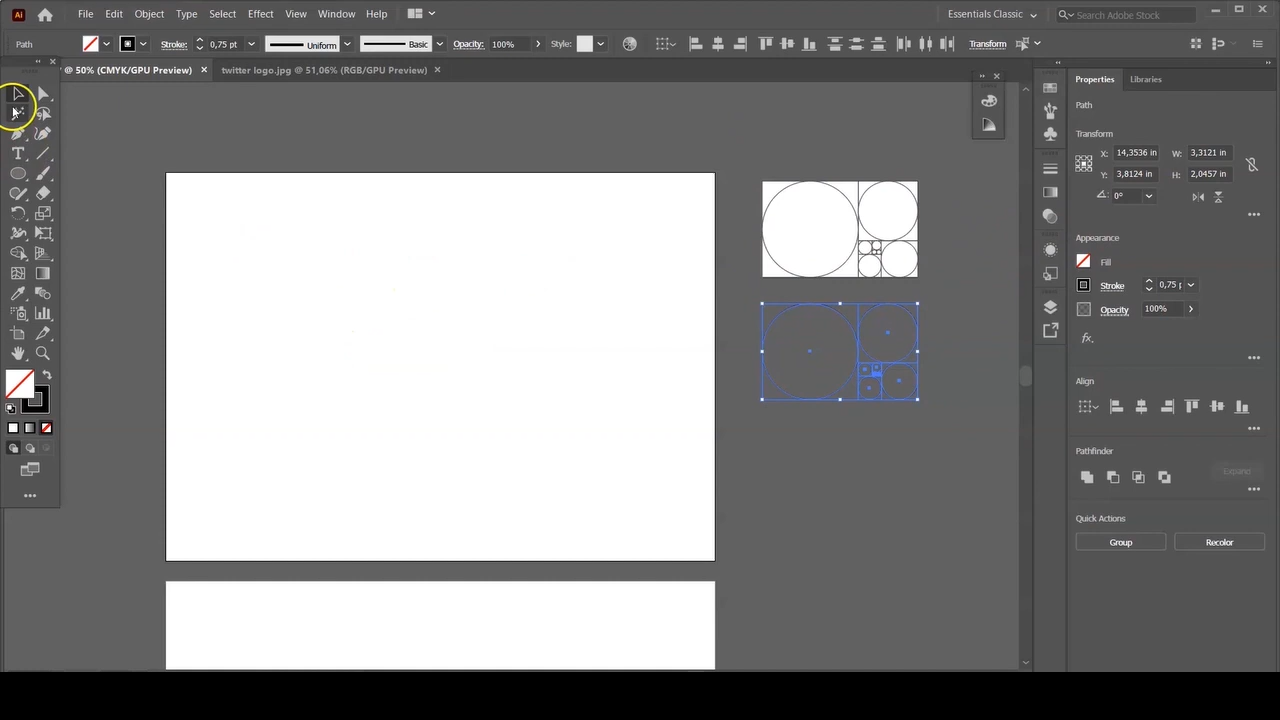 Ai File Edit Object Type Select Effect View Window Help Essentials Classic Search Adobe Stock
Path Stroke: 0,75 pt Uniform Basic Opacity: 100% Style: Transform
@ 50% (CMYK/GPU Preview) × twitter logo.jpg @ 51,06% (RGB/GPU Preview) ×
Properties Libraries
Path
Transform
X: 14,3536 in W: 3,3121 in
Y: 3,8124 in H: 2,0457 in
0°
Appearance
Fill
Stroke 0,75 p
Opacity 100%
fx.
Align
Pathfinder
Expand
Quick Actions
Group Recolor